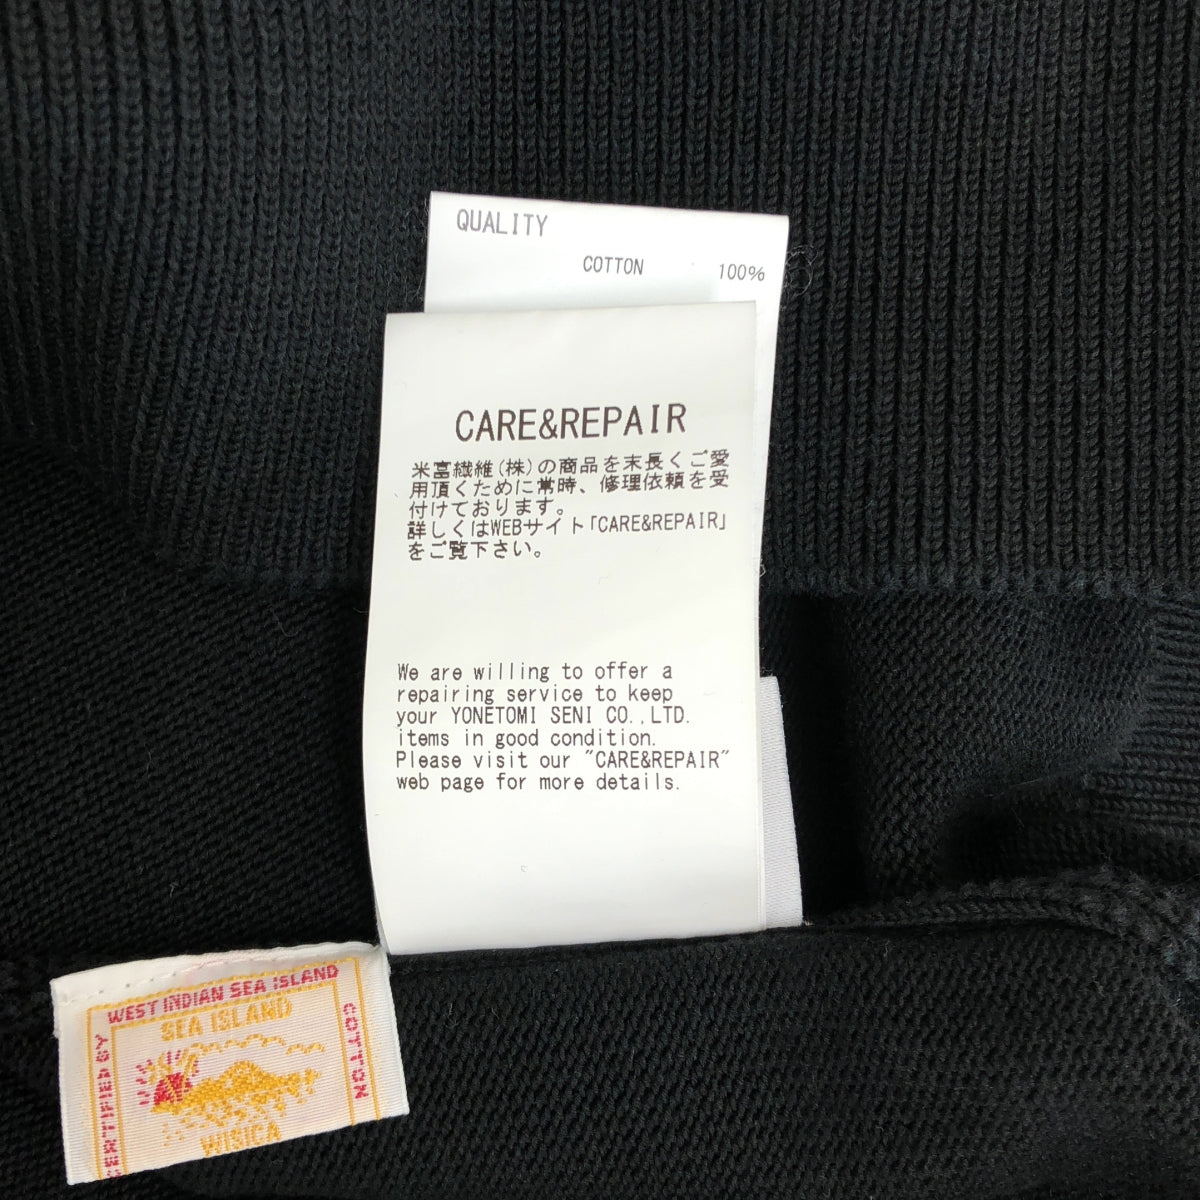 QUALITY
COTTON 100%
CARE&REPAIR
米富繊維(株)の商品を末長くご愛
用頂くために常時、修理依頼を受
付けております。
詳しくはWEBサイト「CARE&REPAIR」
をご覧下さい。
We are willing to offer a
repairing service to keep
your YONETOMI SENI CO.,LTD.
items in good condition.
Please visit our "CARE&REPAIR"
web page for more details.
CERTIFIED BY
WEST INDIAN SEA ISLAND
COTTON
SEA ISLAND
WISICA